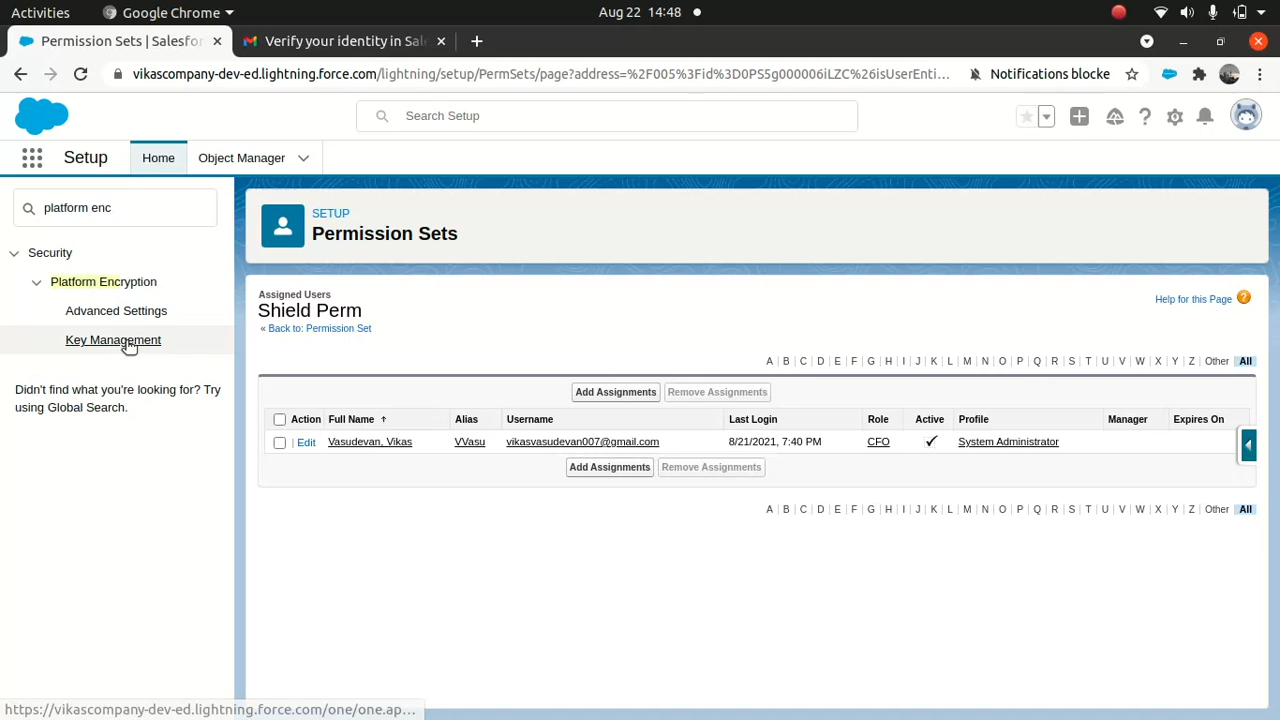 Activities
Google Chrome
Aug 22 14:48
Permission Sets | Salesfor
Verify your identity in Sal
vikascompany-dev-ed.lightning.force.com/lightning/setup/PermSets/page?address=%2F005%3Fid%3D0PS5g000006iLZC%26isUserEnti...
Notifications blocke
Search Setup
Setup
Home
Object Manager
platform enc
Security
Platform Encryption
Advanced Settings
Key Management
Didn't find what you're looking for? Try
using Global Search.
SETUP
Permission Sets
Assigned Users
Shield Perm
« Back to: Permission Set
Help for this Page
A | B | C | D | E | F | G | H | I | J | K | L | M | N | O | P | Q | R | S | T | U | V | W | X | Y | Z | Other | All
Add Assignments Remove Assignments
Action Full Name Alias Username Last Login Role Active Profile Manager Expires On
| Edit Vasudevan, Vikas VVasu vikasvasudevan007@gmail.com 8/21/2021, 7:40 PM CFO ✓ System Administrator
Add Assignments Remove Assignments
A | B | C | D | E | F | G | H | I | J | K | L | M | N | O | P | Q | R | S | T | U | V | W | X | Y | Z | Other | All
https://vikascompany-dev-ed.lightning.force.com/one/one.ap...